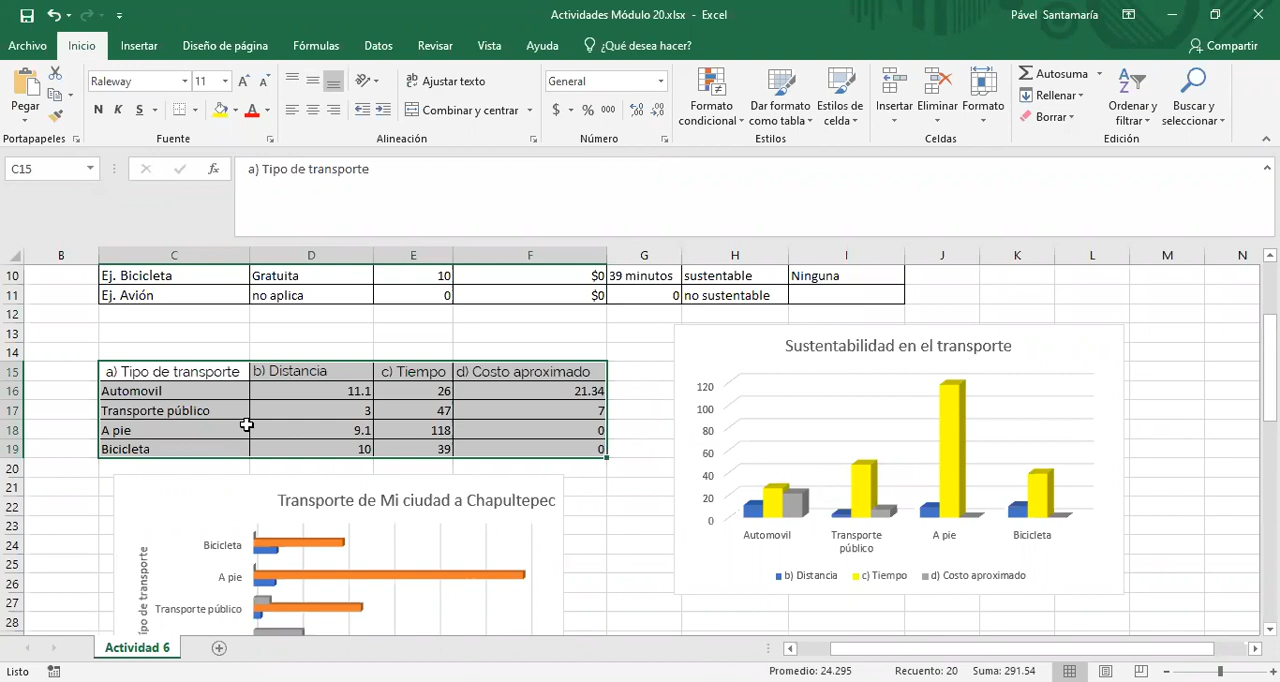 Actividades Módulo 20.xlsx - Excel
Pável Santamaría
Archivo Inicio Insertar Diseño de página Fórmulas Datos Revisar Vista Ayuda ¿Qué desea hacer? Compartir
Pegar
Portapapeles
Raleway 11
N K S
Fuente
Ajustar texto
Combinar y centrar
Alineación
General
$ % 000
Número
Formato condicional
Dar formato como tabla
Estilos de celda
Estilos
Insertar Eliminar Formato
Celdas
Autosuma
Rellenar
Borrar
Ordenar y filtrar
Buscar y seleccionar
Edición
C15 fx a) Tipo de transporte
B C D E F G H I J K L M N
10 Ej. Bicicleta Gratuita 10 $0 39 minutos sustentable Ninguna
11 Ej. Avión no aplica 0 $0 0 no sustentable
12
13
14
15 a) Tipo de transporte b) Distancia c) Tiempo d) Costo aproximado
16 Automovil 11.1 26 21.34
17 Transporte público 3 47 7
18 A pie 9.1 118 0
19 Bicicleta 10 39 0
20
21
22
23
24
25
26
27
28
Transporte de Mi ciudad a Chapultepec
Bicicleta
A pie
Transporte público
ipo de transporte
Sustentabilidad en el transporte
120
100
80
60
40
20
0
Automovil Transporte público A pie Bicicleta
b) Distancia c) Tiempo d) Costo aproximado
Actividad 6
Listo Promedio: 24.295 Recuento: 20 Suma: 291.54